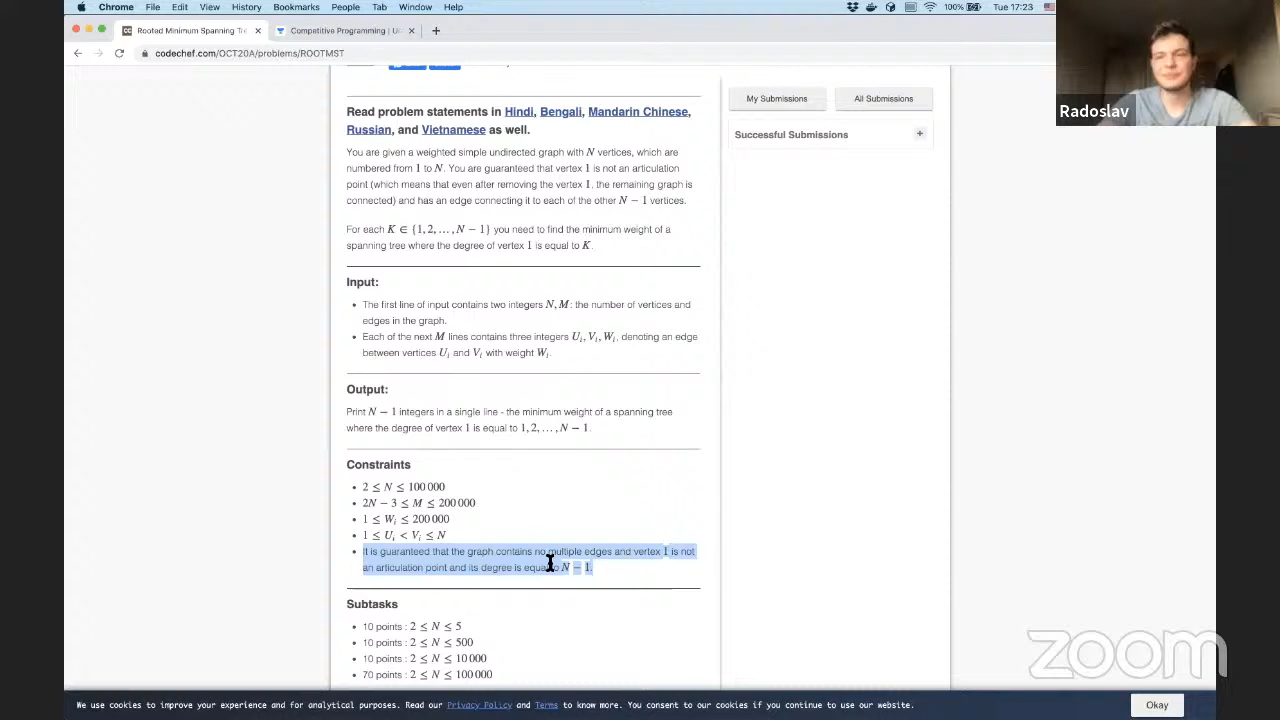 Chrome File Edit View History Bookmarks People Tab Window Help 100% Tue 17:23
Rooted Minimum Spanning Tre × Competitive Programming | U × +
codechef.com/OCT20A/problems/ROOTMST
Radoslav
My Submissions All Submissions
Successful Submissions +
Read problem statements in Hindi, Bengali, Mandarin Chinese,
Russian, and Vietnamese as well.
You are given a weighted simple undirected graph with N vertices, which are
numbered from 1 to N. You are guaranteed that vertex 1 is not an articulation
point (which means that even after removing the vertex 1, the remaining graph is
connected) and has an edge connecting it to each of the other N − 1 vertices.
For each K ∈ {1, 2, … , N − 1} you need to find the minimum weight of a
spanning tree where the degree of vertex 1 is equal to K.
Input:
• The first line of input contains two integers N, M: the number of vertices and
edges in the graph.
• Each of the next M lines contains three integers Uᵢ, Vᵢ, Wᵢ, denoting an edge
between vertices Uᵢ and Vᵢ with weight Wᵢ.
Output:
Print N − 1 integers in a single line - the minimum weight of a spanning tree
where the degree of vertex 1 is equal to 1, 2, … , N − 1.
Constraints
• 2 ≤ N ≤ 100 000
• 2N − 3 ≤ M ≤ 200 000
• 1 ≤ Wᵢ ≤ 200 000
• 1 ≤ Uᵢ < Vᵢ ≤ N
• It is guaranteed that the graph contains no multiple edges and vertex 1 is not
an articulation point and its degree is equal to N − 1.
Subtasks
• 10 points : 2 ≤ N ≤ 5
• 10 points : 2 ≤ N ≤ 500
• 10 points : 2 ≤ N ≤ 10 000
• 70 points : 2 ≤ N ≤ 100 000
zoom
We use cookies to improve your experience and for analytical purposes. Read our Privacy Policy and Terms to know more. You consent to our cookies if you continue to use our website. Okay